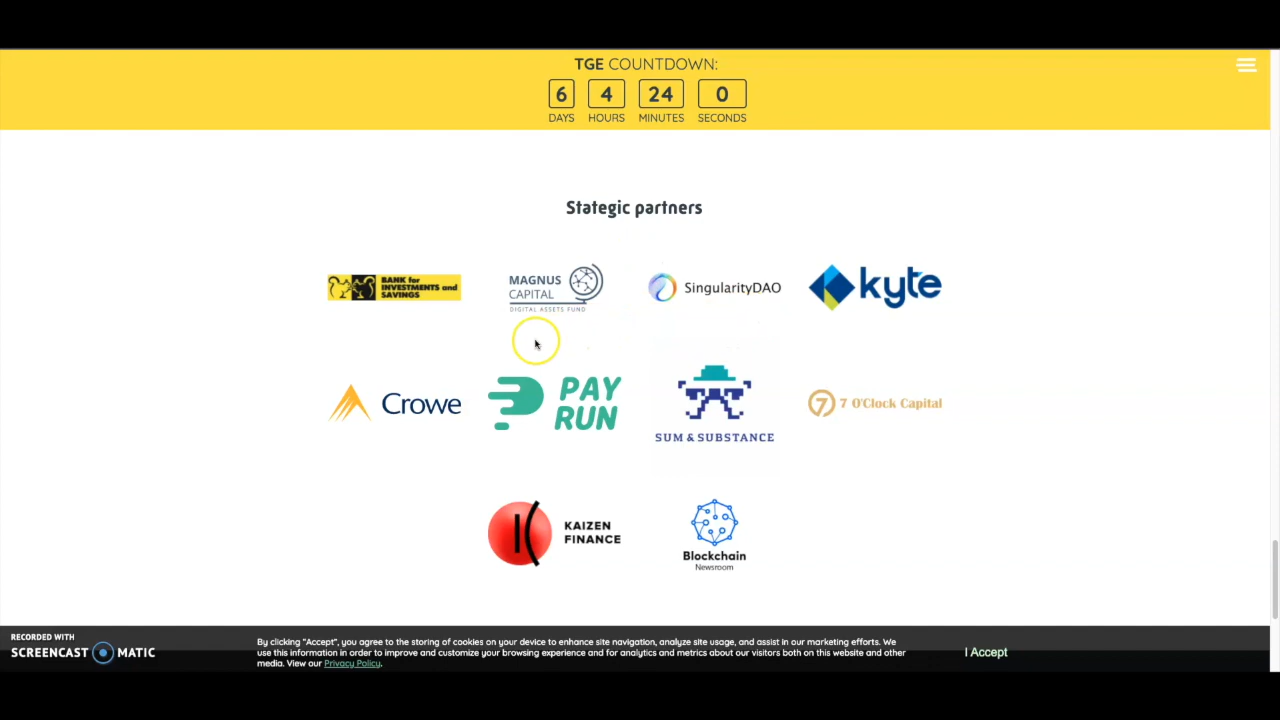 TGE COUNTDOWN:
6 4 24 0
DAYS HOURS MINUTES SECONDS
Stategic partners
BANK for
INVESTMENTS and
SAVINGS
MAGNUS
CAPITAL
DIGITAL ASSETS FUND
SingularityDAO
kyte
Crowe
PAY
RUN
SUM & SUBSTANCE
7 7 O'Clock Capital
KAIZEN
FINANCE
Blockchain
Newsroom
RECORDED WITH
SCREENCAST MATIC
By clicking "Accept", you agree to the storing of cookies on your device to enhance site navigation, analyze site usage, and assist in our marketing efforts. We
use this information in order to improve and customize your browsing experience and for analytics and metrics about our visitors both on this website and other
media. View our Privacy Policy.
I Accept